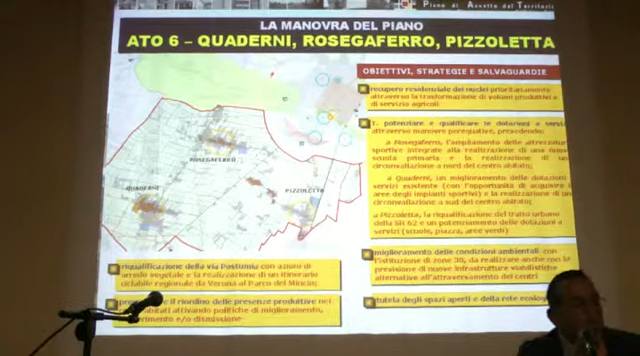 Piano di Assetto del Territorio
LA MANOVRA DEL PIANO
ATO 6 – QUADERNI, ROSEGAFERRO, PIZZOLETTA
OBIETTIVI, STRATEGIE E SALVAGUARDIE
recupero residenziale dei nuclei prioritariamente
attraverso la trasformazione di volumi produttivi e
di servizio agricoli
1. potenziare e qualificare le dotazioni a servizi
attraverso manovre perequative, prevedendo:
a Rosegaferro, l'ampliamento delle attrezzature
sportive integrate alla realizzazione di una nuova
scuola primaria e la realizzazione di un
circonvallazione a nord del centro abitato;
a Quaderni, un miglioramento delle dotazioni
servizi esistente (con l'opportunità di acquisire
aree degli impianti sportivi) e la realizzazione di un
circonvallazione a sud del centro abitato;
a Pizzoletta, la riqualificazione del tratto urbano
della SR 62 e un potenziamento delle dotazioni a
servizi (scuole, piazza, aree verdi)
miglioramento delle condizioni ambientali con
l'istituzione di zone 30, da realizzare anche con la
previsione di nuove infrastrutture viabilistiche
alternative all'attraversamento dei centri
tutela degli spazi aperti e della rete ecolog
ROSEGAFERRO
QUADERNI
PIZZOLETTA
riqualificazione della via Postumia con azioni di
arredo vegetale e la realizzazione di un itinerario
ciclabile regionale da Verona al Parco del Mincio;
e il riordino delle presenze produttive nei
abitati attivando politiche di miglioramento,
e/o dismissione